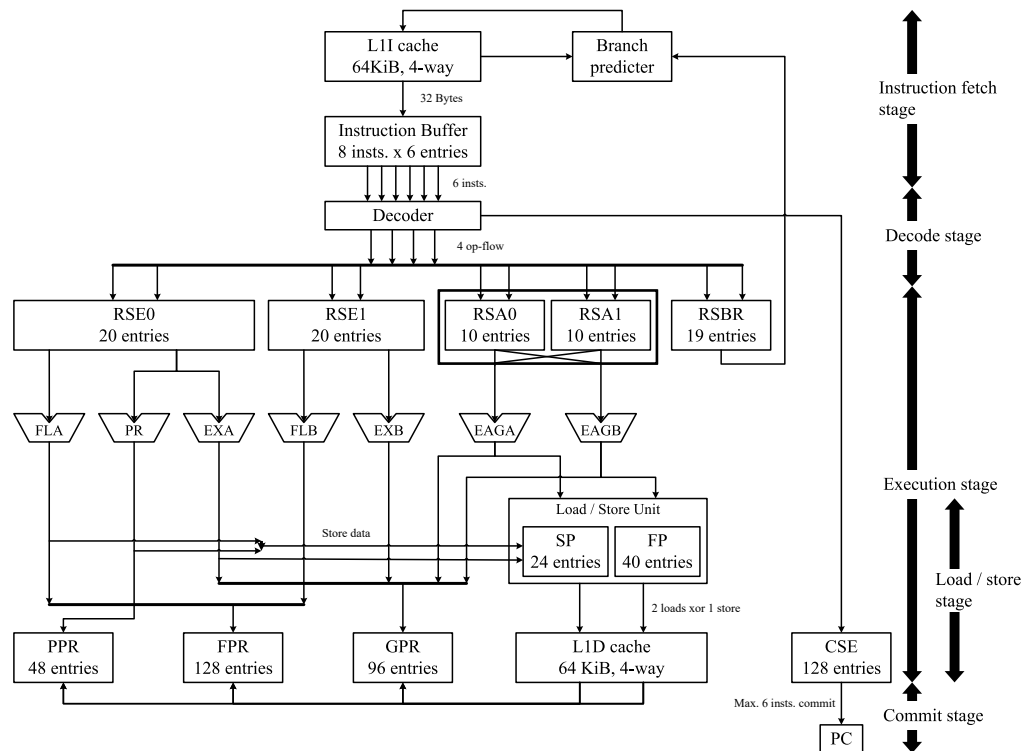 L1I cache
64KiB, 4-way
Branch
predicter
32 Bytes
Instruction fetch
stage
Instruction Buffer
8 insts. x 6 entries
6 insts.
Decoder
Decode stage
4 op-flow
RSE0
20 entries
RSE1
20 entries
RSA0
10 entries
RSA1
10 entries
RSBR
19 entries
FLA
PR
EXA
FLB
EXB
EAGA
EAGB
Execution stage
Load / Store Unit
Store data
SP
24 entries
FP
40 entries
Load / store
stage
2 loads xor 1 store
PPR
48 entries
FPR
128 entries
GPR
96 entries
L1D cache
64 KiB, 4-way
CSE
128 entries
Max. 6 insts. commit
Commit stage
PC